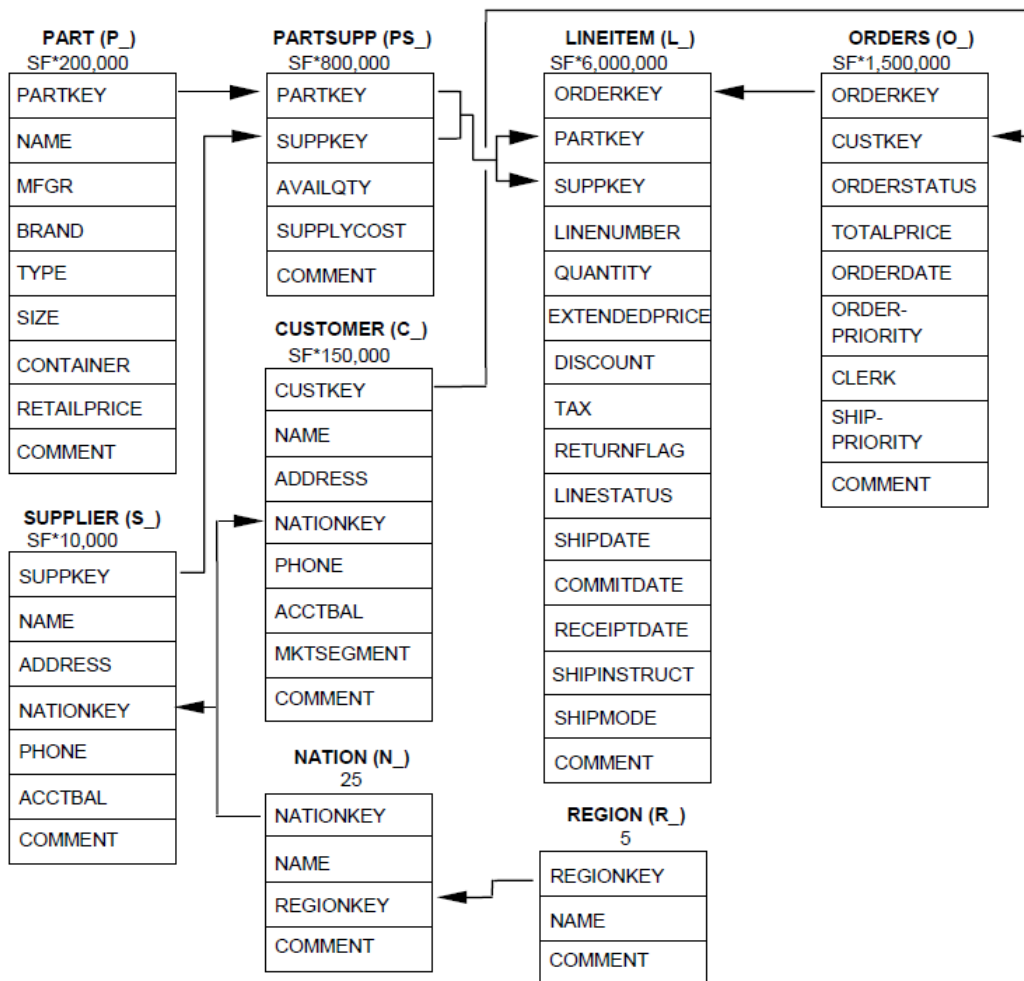 PART (P_)
SF*200,000
PARTKEY
NAME
MFGR
BRAND
TYPE
SIZE
CONTAINER
RETAILPRICE
COMMENT
SUPPLIER (S_)
SF*10,000
SUPPKEY
NAME
ADDRESS
NATIONKEY
PHONE
ACCTBAL
COMMENT
PARTSUPP (PS_)
SF*800,000
PARTKEY
SUPPKEY
AVAILQTY
SUPPLYCOST
COMMENT
CUSTOMER (C_)
SF*150,000
CUSTKEY
NAME
ADDRESS
NATIONKEY
PHONE
ACCTBAL
MKTSEGMENT
COMMENT
NATION (N_)
25
NATIONKEY
NAME
REGIONKEY
COMMENT
LINEITEM (L_)
SF*6,000,000
ORDERKEY
PARTKEY
SUPPKEY
LINENUMBER
QUANTITY
EXTENDEDPRICE
DISCOUNT
TAX
RETURNFLAG
LINESTATUS
SHIPDATE
COMMITDATE
RECEIPTDATE
SHIPINSTRUCT
SHIPMODE
COMMENT
REGION (R_)
5
REGIONKEY
NAME
COMMENT
ORDERS (O_)
SF*1,500,000
ORDERKEY
CUSTKEY
ORDERSTATUS
TOTALPRICE
ORDERDATE
ORDER-
PRIORITY
CLERK
SHIP-
PRIORITY
COMMENT